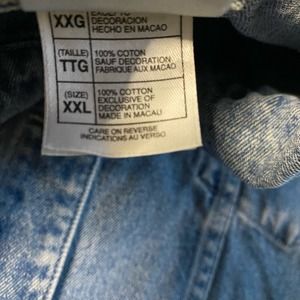 XXG
EXCEPTO
DECORACION
HECHO EN MACAO
(TAILLE)
TTG
100% COTON
SAUF DECORATION
FABRIQUE AUX MACAO
(SIZE)
XXL
100% COTTON
EXCLUSIVE OF
DECORATION
MADE IN MACAU
CARE ON REVERSE
INDICATIONS AU VERSO